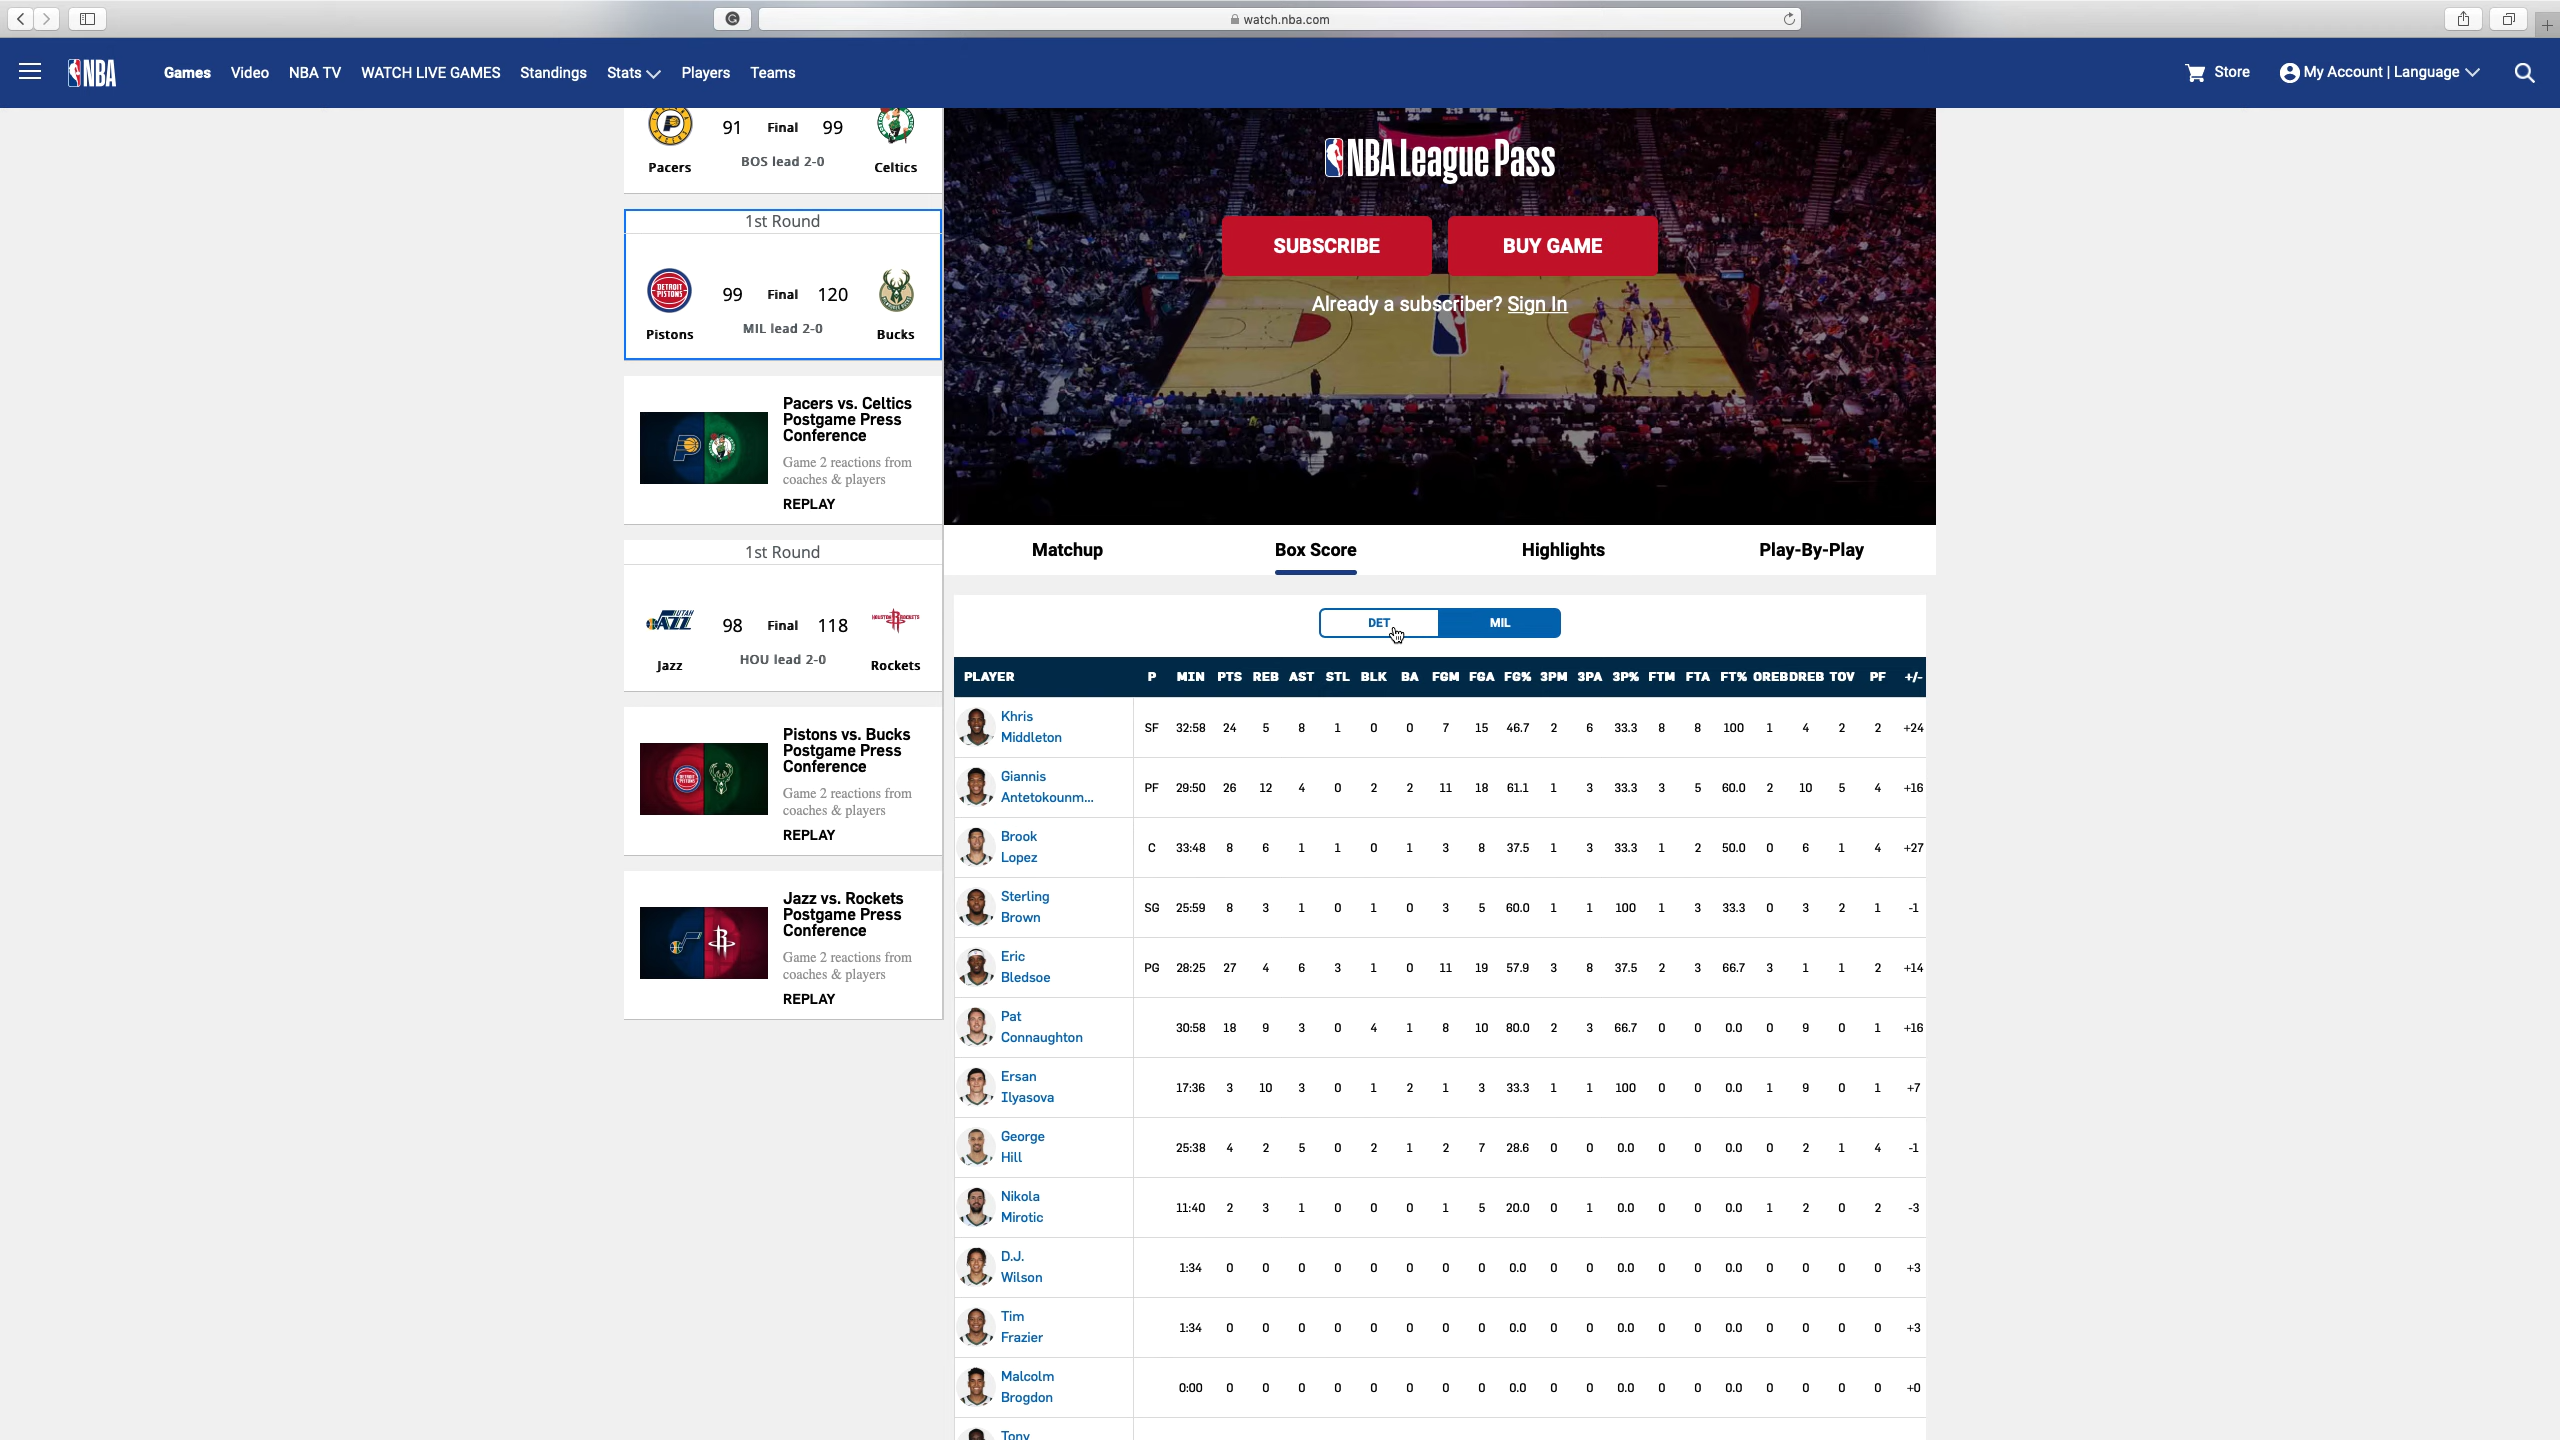 watch.nba.com
NBA
Games Video NBA TV WATCH LIVE GAMES Standings Stats Players Teams
Store My Account | Language
91 Final 99
BOS lead 2-0
Pacers Celtics
1st Round
DETROIT
PISTONS
99 Final 120
MIL lead 2-0
Pistons Bucks
Pacers vs. Celtics
Postgame Press
Conference
Game 2 reactions from
coaches & players
REPLAY
1st Round
UTAH
JAZZ
98 Final 118
HOUSTON ROCKETS
HOU lead 2-0
Jazz Rockets
Pistons vs. Bucks
Postgame Press
Conference
Game 2 reactions from
coaches & players
REPLAY
Jazz vs. Rockets
Postgame Press
Conference
Game 2 reactions from
coaches & players
REPLAY
NBA League Pass
SUBSCRIBE BUY GAME
Already a subscriber? Sign In
Matchup Box Score Highlights Play-By-Play
DET MIL
PLAYER P MIN PTS REB AST STL BLK BA FGM FGA FG% 3PM 3PA 3P% FTM FTA FT% OREB DREB TOV PF +/-
Khris
Middleton SF 32:58 24 5 8 1 0 0 7 15 46.7 2 6 33.3 8 8 100 1 4 2 2 +24
Giannis
Antetokounm... PF 29:50 26 12 4 0 2 2 11 18 61.1 1 3 33.3 3 5 60.0 2 10 5 4 +16
Brook
Lopez C 33:48 8 6 1 1 0 1 3 8 37.5 1 3 33.3 1 2 50.0 0 6 1 4 +27
Sterling
Brown SG 25:59 8 3 1 0 1 0 3 5 60.0 1 1 100 1 3 33.3 0 3 2 1 -1
Eric
Bledsoe PG 28:25 27 4 6 3 1 0 11 19 57.9 3 8 37.5 2 3 66.7 3 1 1 2 +14
Pat
Connaughton 30:58 18 9 3 0 4 1 8 10 80.0 2 3 66.7 0 0 0.0 0 9 0 1 +16
Ersan
Ilyasova 17:36 3 10 3 0 1 2 1 3 33.3 1 1 100 0 0 0.0 1 9 0 1 +7
George
Hill 25:38 4 2 5 0 2 1 2 7 28.6 0 0 0.0 0 0 0.0 0 2 1 4 -1
Nikola
Mirotic 11:40 2 3 1 0 0 0 1 5 20.0 0 1 0.0 0 0 0.0 1 2 0 2 -3
D.J.
Wilson 1:34 0 0 0 0 0 0 0 0 0.0 0 0 0.0 0 0 0.0 0 0 0 0 +3
Tim
Frazier 1:34 0 0 0 0 0 0 0 0 0.0 0 0 0.0 0 0 0.0 0 0 0 0 +3
Malcolm
Brogdon 0:00 0 0 0 0 0 0 0 0 0.0 0 0 0.0 0 0 0.0 0 0 0 0 +0
Tony